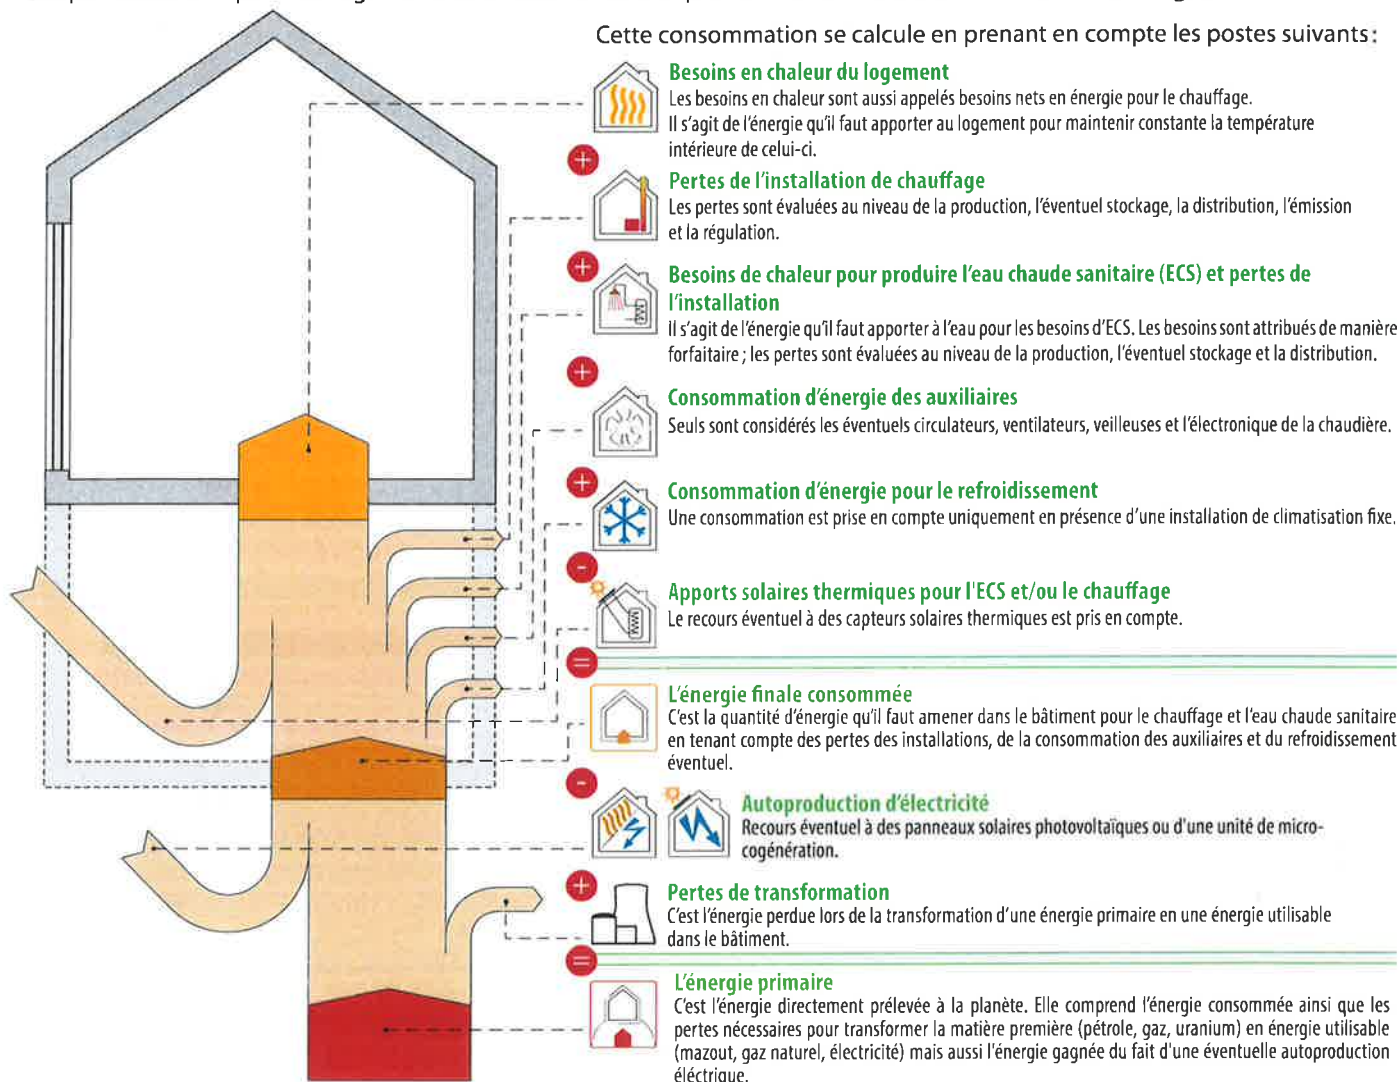 Cette consommation se calcule en prenant en compte les postes suivants :
Besoins en chaleur du logement
Les besoins en chaleur sont aussi appelés besoins nets en énergie pour le chauffage.
Il s'agit de l'énergie qu'il faut apporter au logement pour maintenir constante la température
intérieure de celui-ci.
+
Pertes de l'installation de chauffage
Les pertes sont évaluées au niveau de la production, l'éventuel stockage, la distribution, l'émission
et la régulation.
+
Besoins de chaleur pour produire l'eau chaude sanitaire (ECS) et pertes de
l'installation
Il s'agit de l'énergie qu'il faut apporter à l'eau pour les besoins d'ECS. Les besoins sont attribués de manière
forfaitaire ; les pertes sont évaluées au niveau de la production, l'éventuel stockage et la distribution.
+
Consommation d'énergie des auxiliaires
Seuls sont considérés les éventuels circulateurs, ventilateurs, veilleuses et l'électronique de la chaudière.
+
Consommation d'énergie pour le refroidissement
Une consommation est prise en compte uniquement en présence d'une installation de climatisation fixe.
-
Apports solaires thermiques pour l'ECS et/ou le chauffage
Le recours éventuel à des capteurs solaires thermiques est pris en compte.
=
L'énergie finale consommée
C'est la quantité d'énergie qu'il faut amener dans le bâtiment pour le chauffage et l'eau chaude sanitaire
en tenant compte des pertes des installations, de la consommation des auxiliaires et du refroidissement
éventuel.
-
Autoproduction d'électricité
Recours éventuel à des panneaux solaires photovoltaïques ou d'une unité de micro-
cogénération.
+
Pertes de transformation
C'est l'énergie perdue lors de la transformation d'une énergie primaire en une énergie utilisable
dans le bâtiment.
=
L'énergie primaire
C'est l'énergie directement prélevée à la planète. Elle comprend l'énergie consommée ainsi que les
pertes nécessaires pour transformer la matière première (pétrole, gaz, uranium) en énergie utilisable
(mazout, gaz naturel, électricité) mais aussi l'énergie gagnée du fait d'une éventuelle autoproduction
éléctrique.